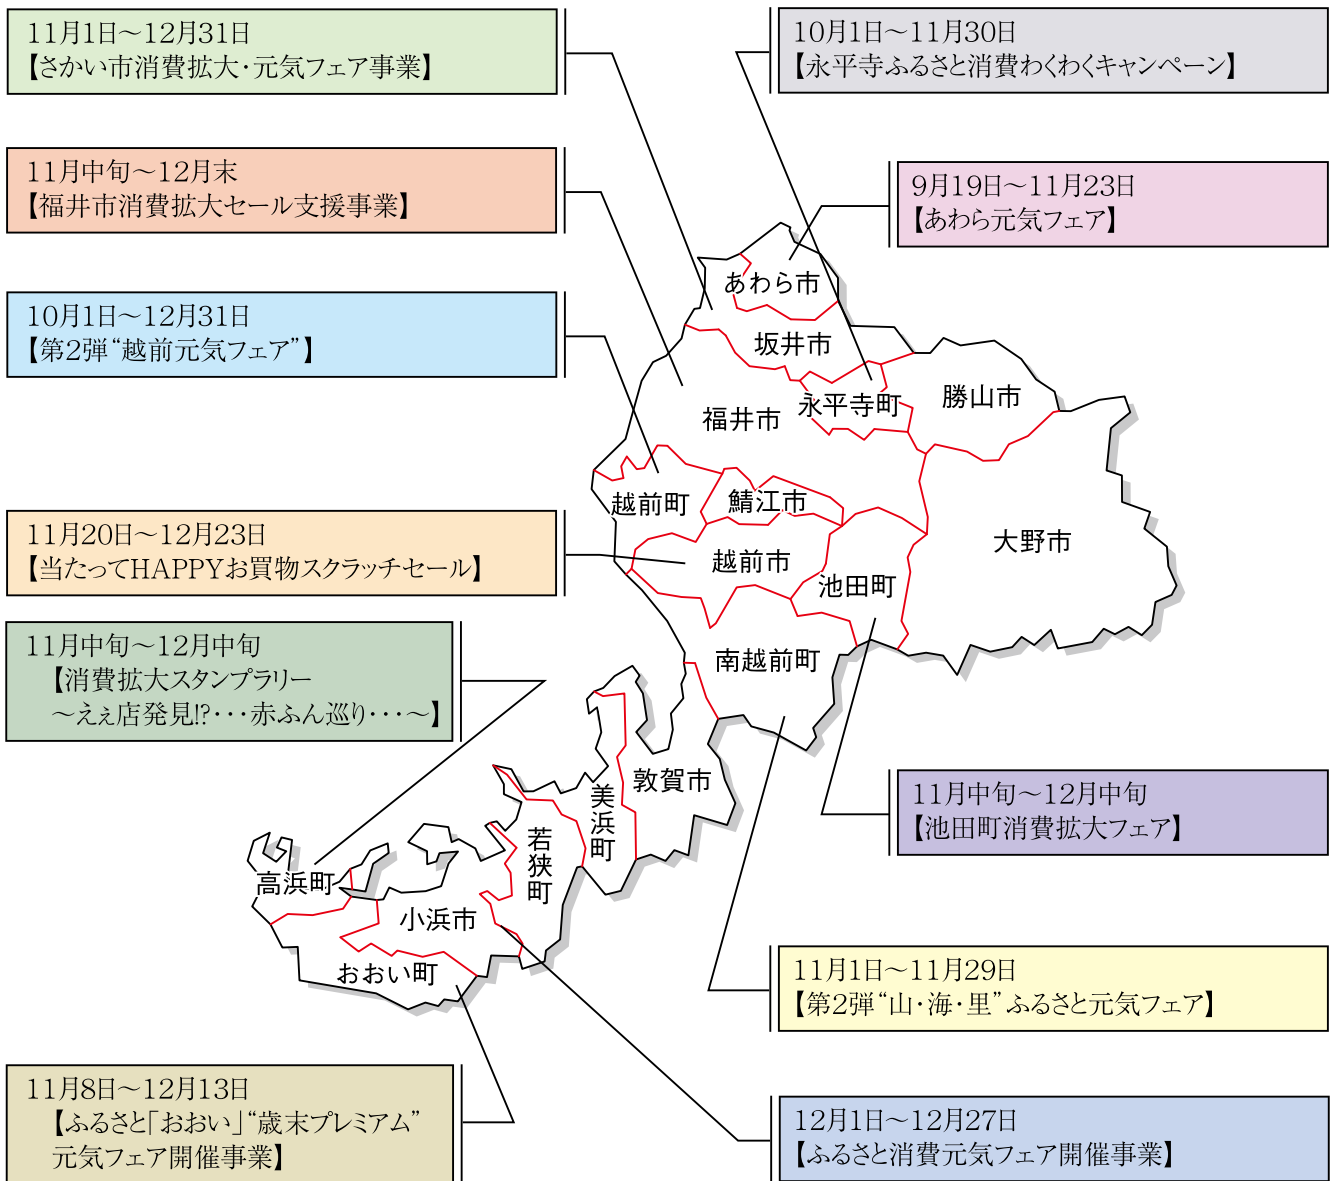 11月1日～12月31日
【さかい市消費拡大・元気フェア事業】
10月1日～11月30日
【永平寺ふるさと消費わくわくキャンペーン】
11月中旬～12月末
【福井市消費拡大セール支援事業】
9月19日～11月23日
【あわら元気フェア】
10月1日～12月31日
【第2弾“越前元気フェア”】
11月20日～12月23日
【当たってHAPPYお買物スクラッチセール】
11月中旬～12月中旬
【消費拡大スタンプラリー
～えぇ店発見!?・・・赤ふん巡り・・・～】
あわら市
坂井市
勝山市
永平寺町
福井市
越前町
鯖江市
大野市
越前市
池田町
南越前町
敦賀市
美浜町
若狭町
高浜町
小浜市
おおい町
11月中旬～12月中旬
【池田町消費拡大フェア】
11月1日～11月29日
【第2弾“山・海・里”ふるさと元気フェア】
11月8日～12月13日
【ふるさと「おおい」“歳末プレミアム”
元気フェア開催事業】
12月1日～12月27日
【ふるさと消費元気フェア開催事業】